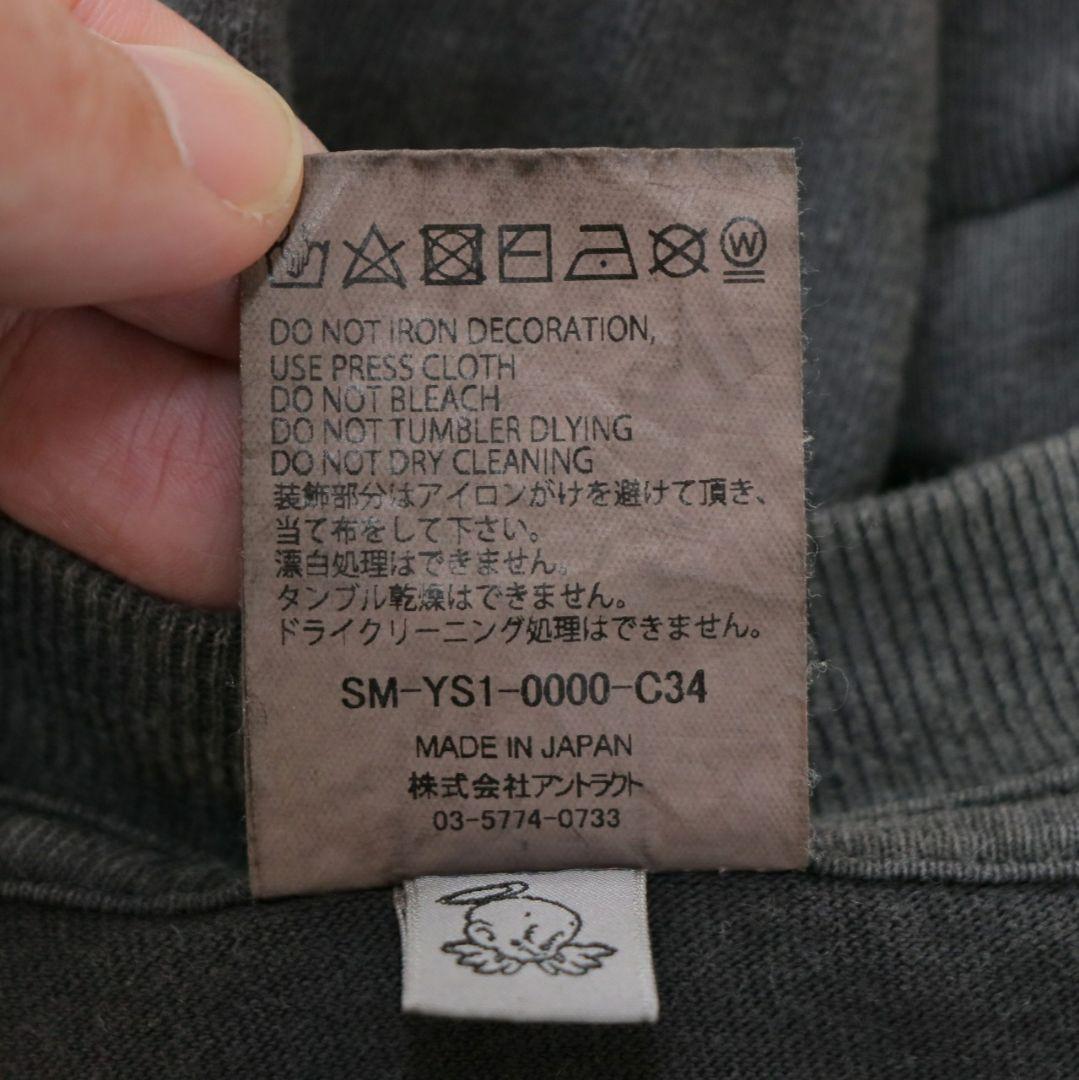 W
DO NOT IRON DECORATION,
USE PRESS CLOTH
DO NOT BLEACH
DO NOT TUMBLER DLYING
DO NOT DRY CLEANING
装飾部分はアイロンがけを避けて頂き、
当て布をして下さい。
漂白処理はできません。
タンブル乾燥はできません。
ドライクリーニング処理はできません。
SM-YS1-0000-C34
MADE IN JAPAN
株式会社アントラクト
03-5774-0733